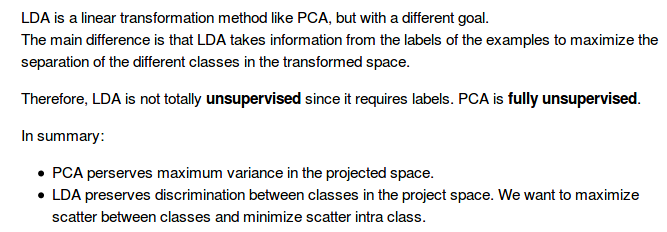 LDA is a linear transformation method like PCA, but with a different goal.
The main difference is that LDA takes information from the labels of the examples to maximize the
separation of the different classes in the transformed space.
Therefore, LDA is not totally unsupervised since it requires labels. PCA is fully unsupervised.
In summary:
• PCA perserves maximum variance in the projected space.
• LDA preserves discrimination between classes in the project space. We want to maximize
scatter between classes and minimize scatter intra class.